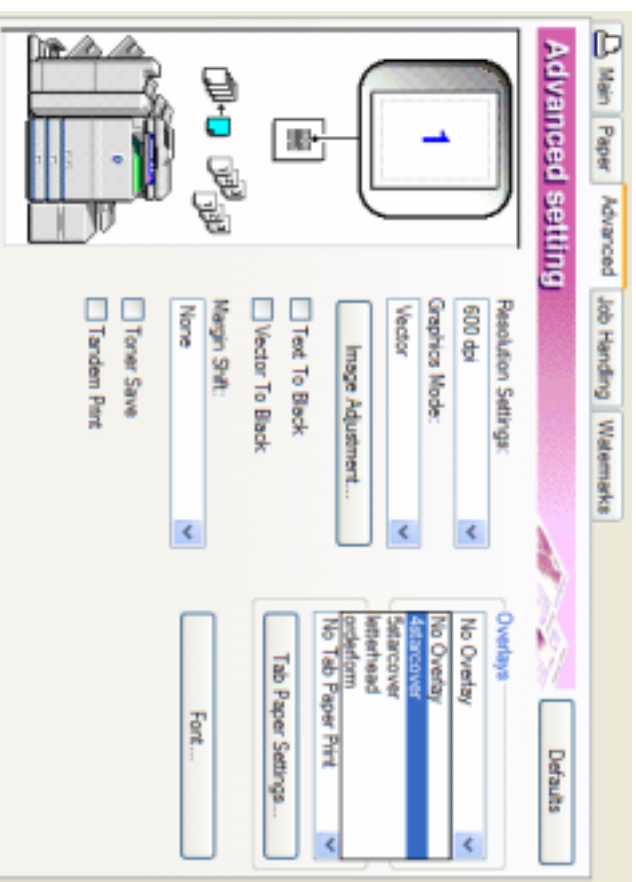 Main Paper Advanced Job Handling Watermarks
Advanced setting
Defaults
1
Resolution Settings:
600 dpi
Graphics Mode:
Vector
Image Adjustment...
Text To Black
Vector To Black
Margin Shift:
None
Toner Save
Tandem Print
Overlays
No Overlay
No Overlay
4starcover
5starcover
letterhead
orderform
No Tab Paper Print
Tab Paper Settings...
Font...